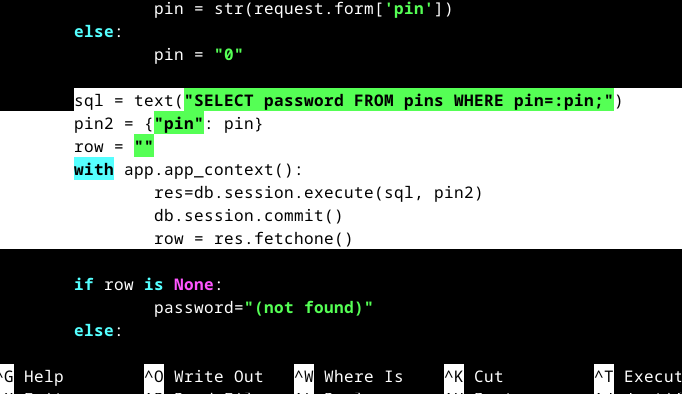 pin = str(request.form['pin'])
else:
pin = "0"
sql = text("SELECT password FROM pins WHERE pin=:pin;")
pin2 = {"pin": pin}
row = ""
with app.app_context():
res=db.session.execute(sql, pin2)
db.session.commit()
row = res.fetchone()
if row is None:
password="(not found)"
else:
^G Help ^O Write Out ^W Where Is ^K Cut ^T